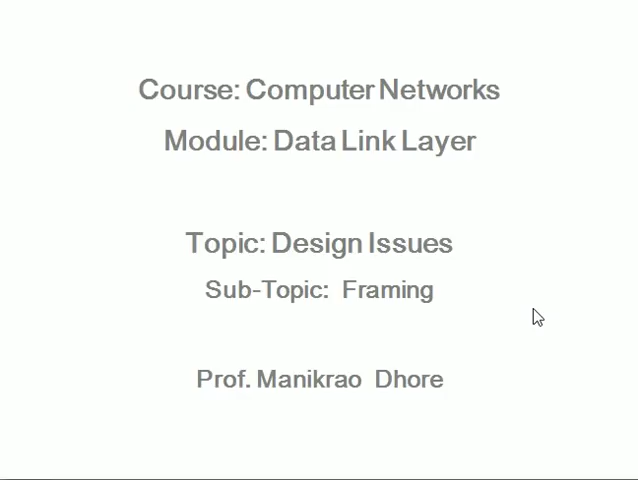 Course: Computer Networks
Module: Data Link Layer
Topic: Design Issues
Sub-Topic: Framing
Prof. Manikrao Dhore